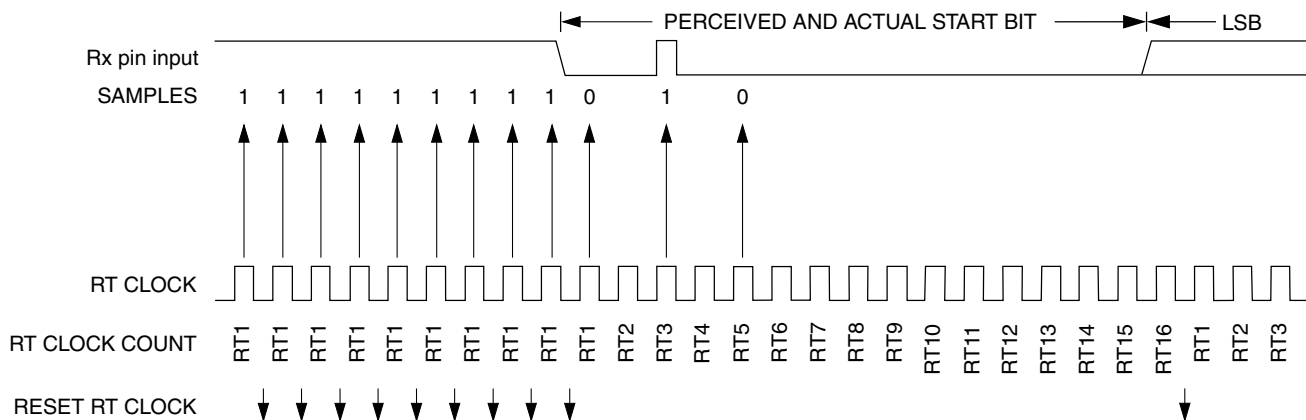 PERCEIVED AND ACTUAL START BIT LSB
Rx pin input
SAMPLES 1 1 1 1 1 1 1 1 1 0 1 0
RT CLOCK
RT CLOCK COUNT RT1 RT1 RT1 RT1 RT1 RT1 RT1 RT1 RT1 RT1 RT2 RT3 RT4 RT5 RT6 RT7 RT8 RT9 RT10 RT11 RT12 RT13 RT14 RT15 RT16 RT1 RT2 RT3
RESET RT CLOCK